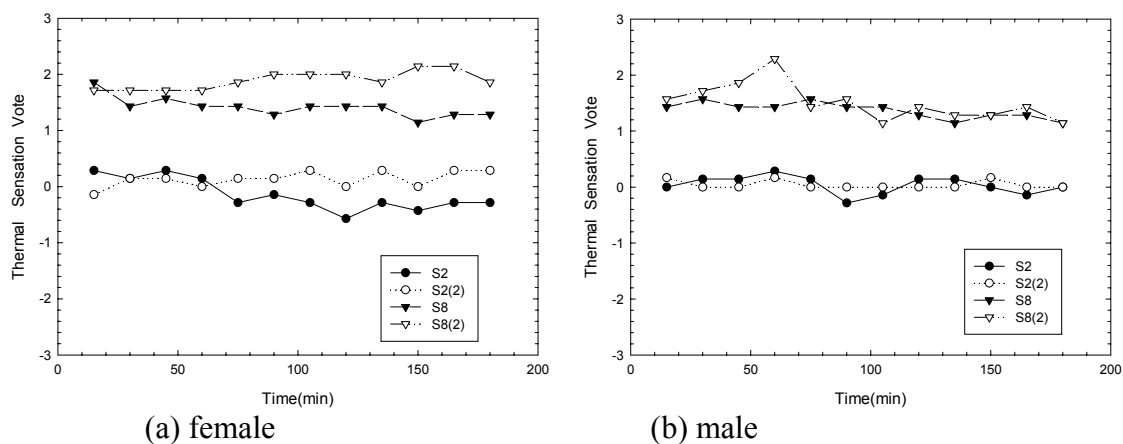 3
2
1
0
-1
-2
-3
Thermal Sensation Vote
0
50
100
150
200
Time(min)
S2
S2(2)
S8
S8(2)
(a) female
3
2
1
0
-1
-2
-3
Thermal Sensation Vote
0
50
100
150
200
Time(min)
S2
S2(2)
S8
S8(2)
(b) male